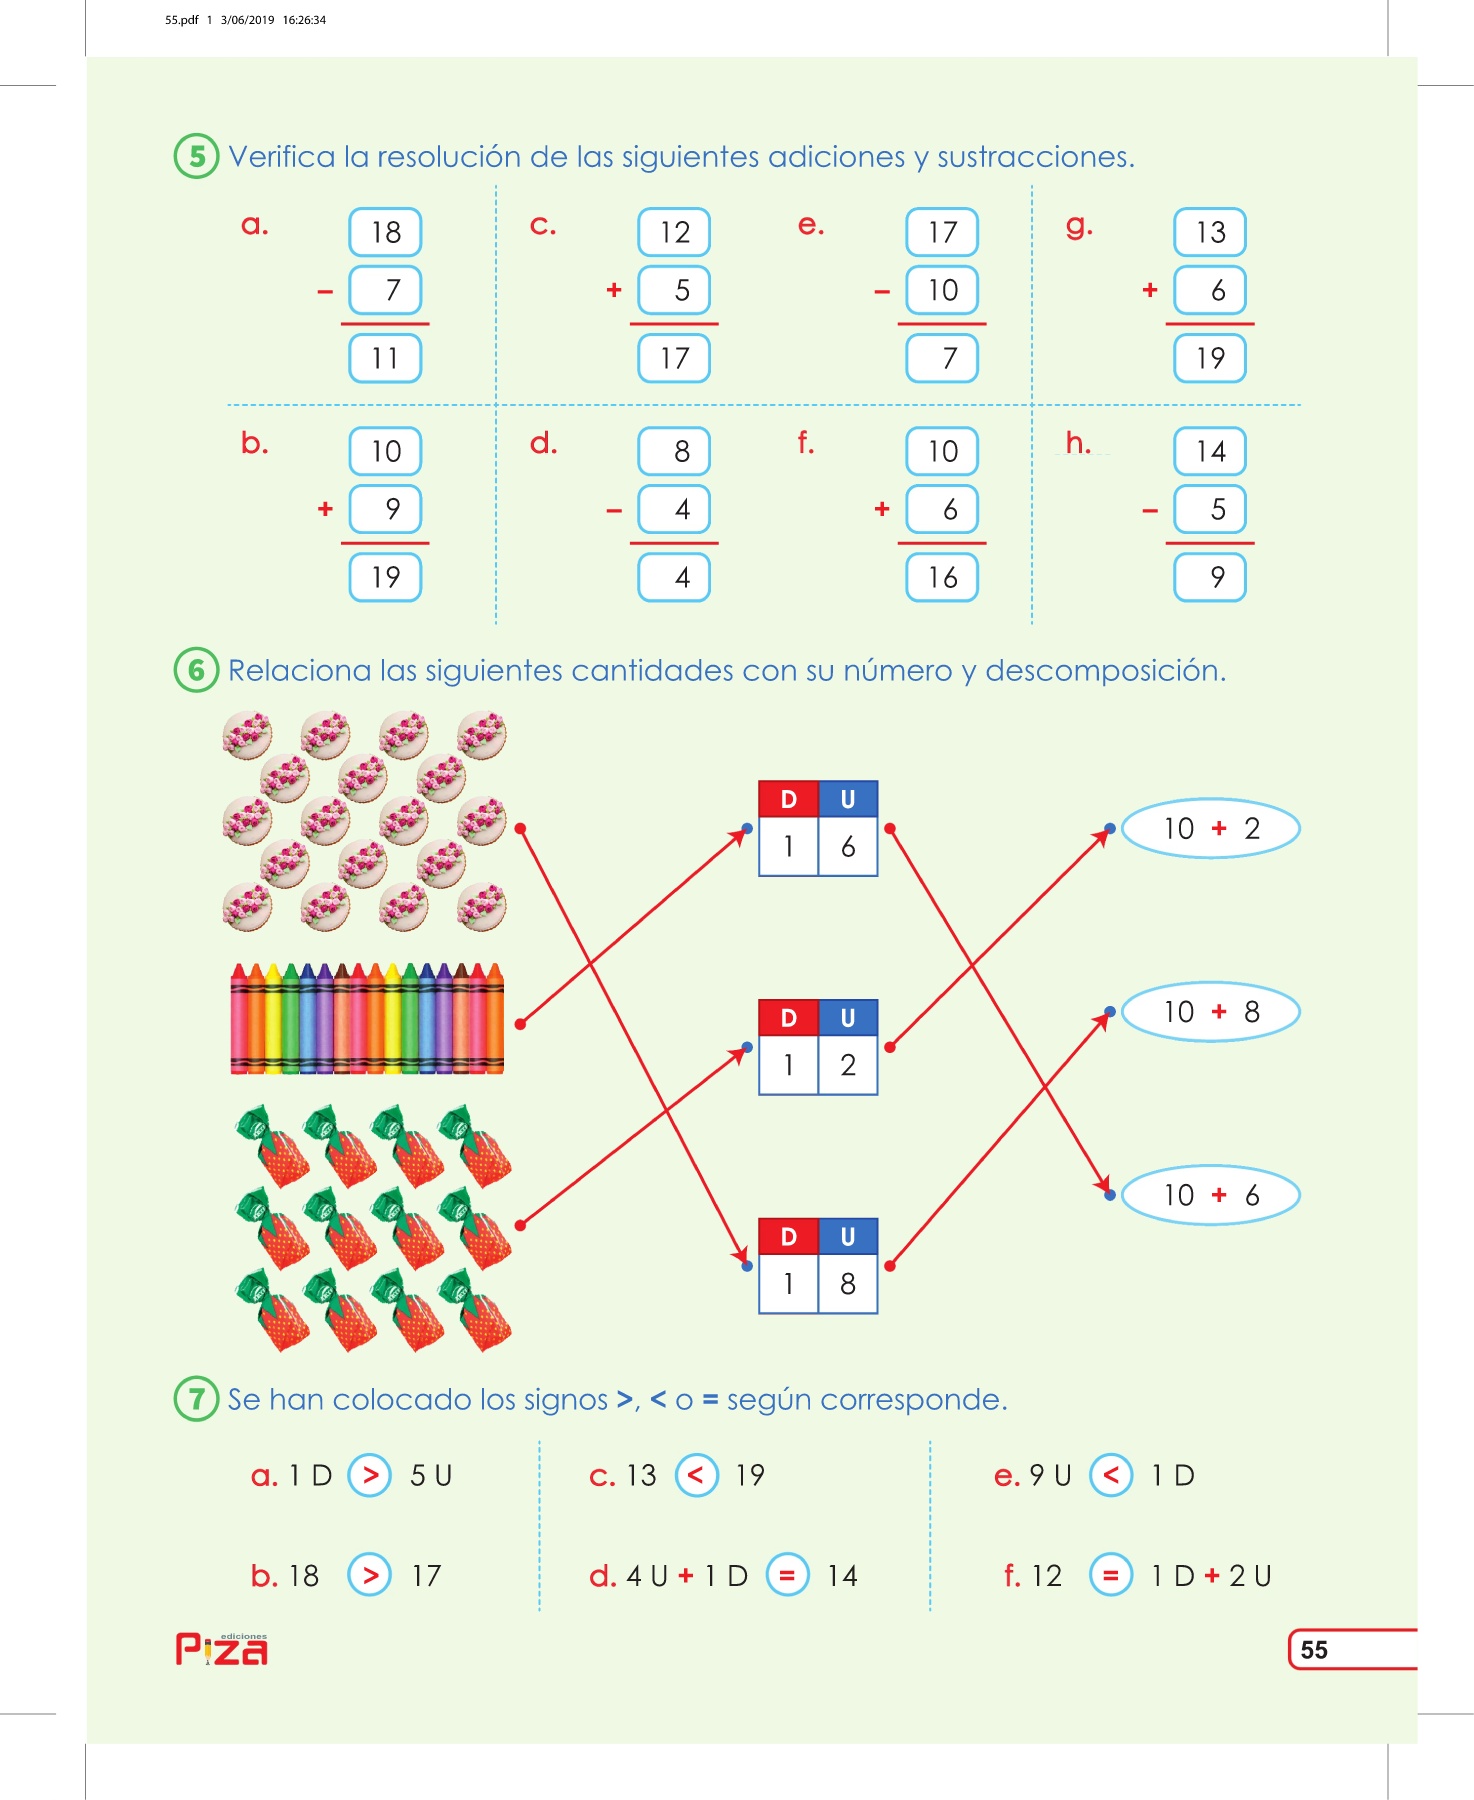 55.pdf 1 3/06/2019 16:26:34
5 Verifica la resolución de las siguientes adiciones y sustracciones.
a. 18
- 7
11
c. 12
+ 5
17
e. 17
- 10
7
g. 13
+ 6
19
b. 10
+ 9
19
d. 8
- 4
4
f. 10
+ 6
16
h. 14
- 5
9
6 Relaciona las siguientes cantidades con su número y descomposición.
D U
1 6
10 + 2
D U
1 2
10 + 8
D U
1 8
10 + 6
7 Se han colocado los signos >, < o = según corresponde.
a. 1 D > 5 U
c. 13 < 19
e. 9 U < 1 D
b. 18 > 17
d. 4 U + 1 D = 14
f. 12 = 1 D + 2 U
ediciones
Piza
55